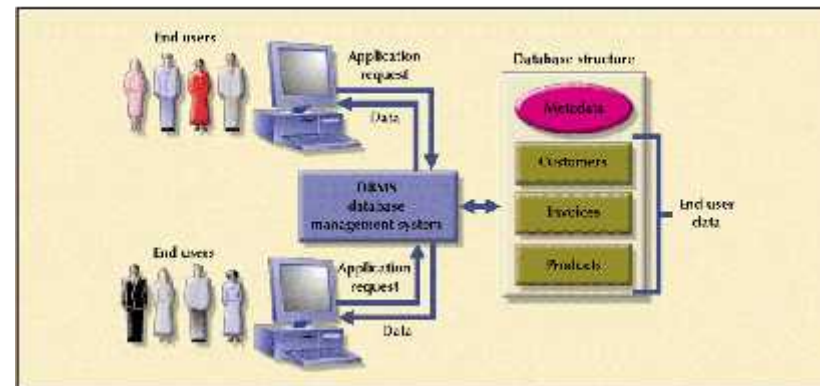 End users
Application
request
Data
Database structure
Metadata
Customers
Invoices
Products
End user
data
DBMS
database
management system
End users
Application
request
Data